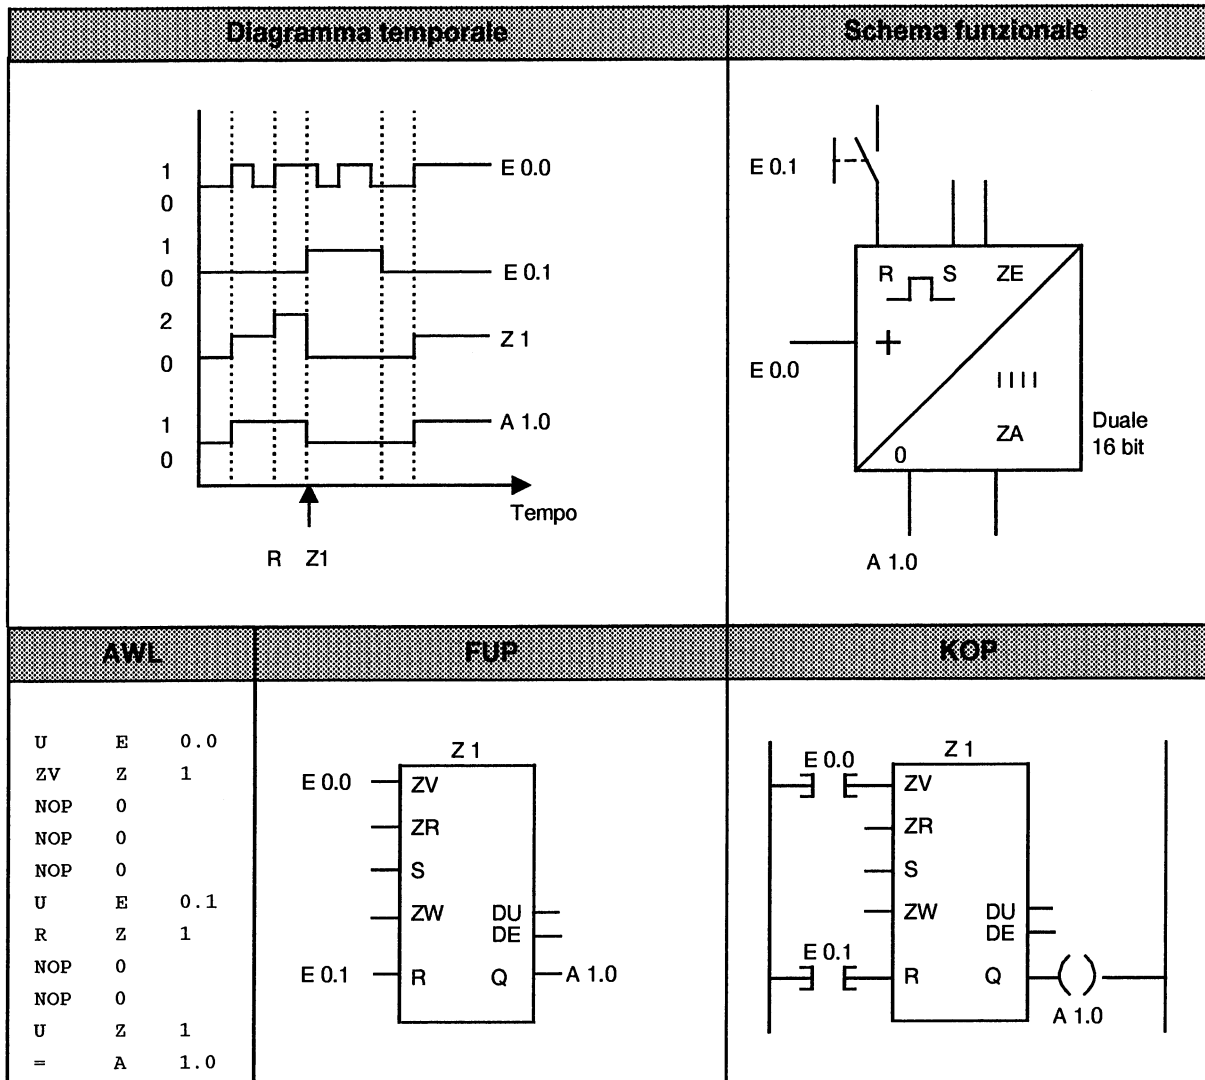 Diagramma temporale
Schema funzionale
1
0
E 0.0
1
0
E 0.1
2
0
Z 1
1
0
A 1.0
Tempo
R Z1
E 0.1
R S ZE
E 0.0
+
ZA
0
Duale
16 bit
A 1.0
AWL
FUP
KOP
U E 0.0
ZV Z 1
NOP 0
NOP 0
NOP 0
U E 0.1
R Z 1
NOP 0
NOP 0
U Z 1
= A 1.0
Z 1
E 0.0 ZV
ZR
S
ZW DU
DE
E 0.1 R Q A 1.0
Z 1
E 0.0
ZV
ZR
S
ZW DU
DE
E 0.1
R Q ( )
A 1.0